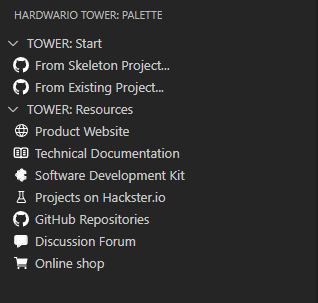 HARDWARIO TOWER: PALETTE
TOWER: Start
From Skeleton Project...
From Existing Project...
TOWER: Resources
Product Website
Technical Documentation
Software Development Kit
Projects on Hackster.io
GitHub Repositories
Discussion Forum
Online shop